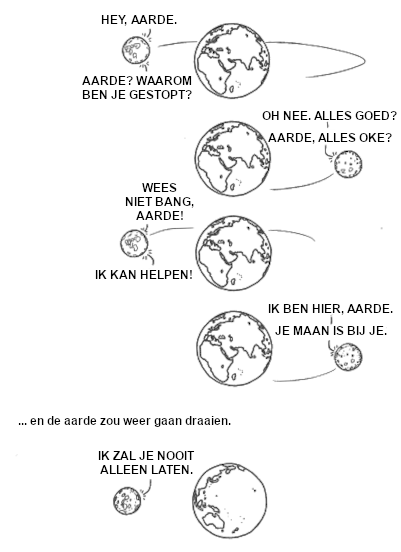 HEY, AARDE.
AARDE? WAAROM
BEN JE GESTOPT?
OH NEE. ALLES GOED?
AARDE, ALLES OKE?
WEES
NIET BANG,
AARDE!
IK KAN HELPEN!
IK BEN HIER, AARDE.
JE MAAN IS BIJ JE.
... en de aarde zou weer gaan draaien.
IK ZAL JE NOOIT
ALLEEN LATEN.